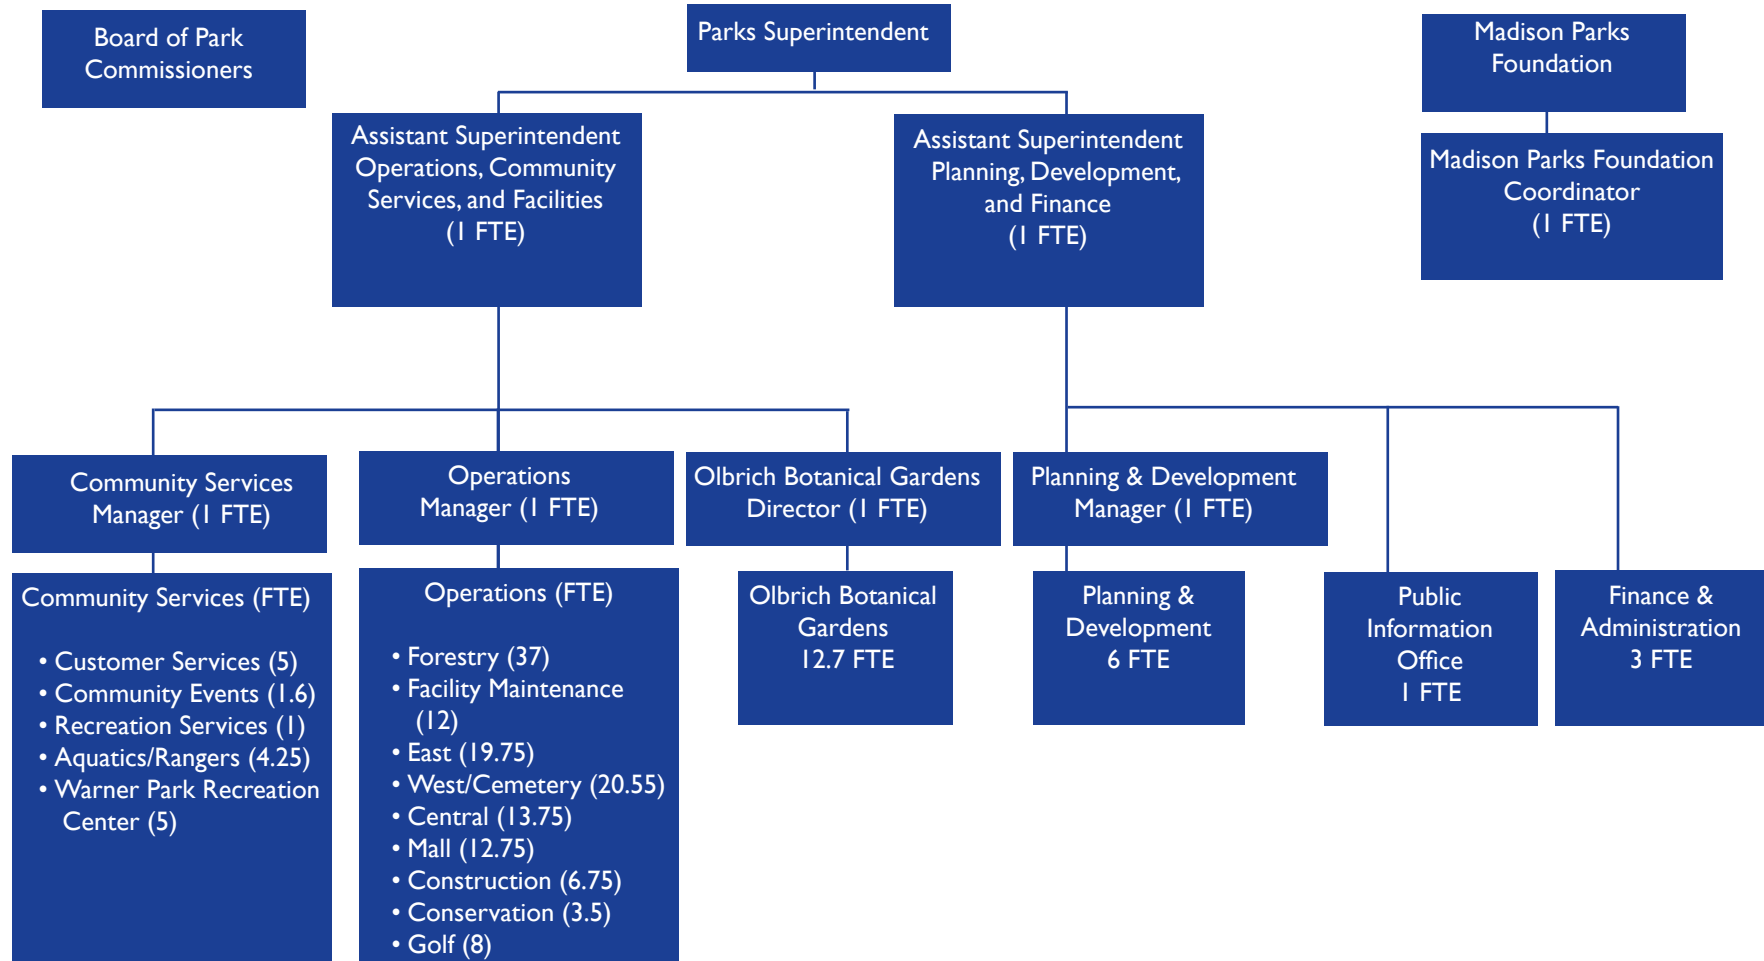 Board of Park
Commissioners
Parks Superintendent
Madison Parks
Foundation
Assistant Superintendent
Operations, Community
Services, and Facilities
(1 FTE)
Assistant Superintendent
Planning, Development,
and Finance
(1 FTE)
Madison Parks Foundation
Coordinator
(1 FTE)
Community Services
Manager (1 FTE)
Operations
Manager (1 FTE)
Olbrich Botanical Gardens
Director (1 FTE)
Planning & Development
Manager (1 FTE)
Community Services (FTE)
• Customer Services (5)
• Community Events (1.6)
• Recreation Services (1)
• Aquatics/Rangers (4.25)
• Warner Park Recreation
Center (5)
Operations (FTE)
• Forestry (37)
• Facility Maintenance
(12)
• East (19.75)
• West/Cemetery (20.55)
• Central (13.75)
• Mall (12.75)
• Construction (6.75)
• Conservation (3.5)
• Golf (8)
Olbrich Botanical
Gardens
12.7 FTE
Planning &
Development
6 FTE
Public
Information
Office
1 FTE
Finance &
Administration
3 FTE